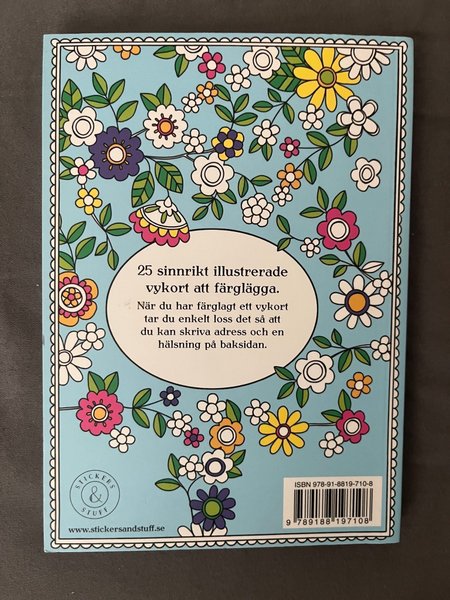 25 sinnrikt illustrerade
vykort att färglägga.
När du har färglagt ett vykort
tar du enkelt loss det så att
du kan skriva adress och en
hälsning på baksidan.
STICKERS
&
STUFF
www.stickersandstuff.se
ISBN 978-91-8819-710-8
9 789188 197108